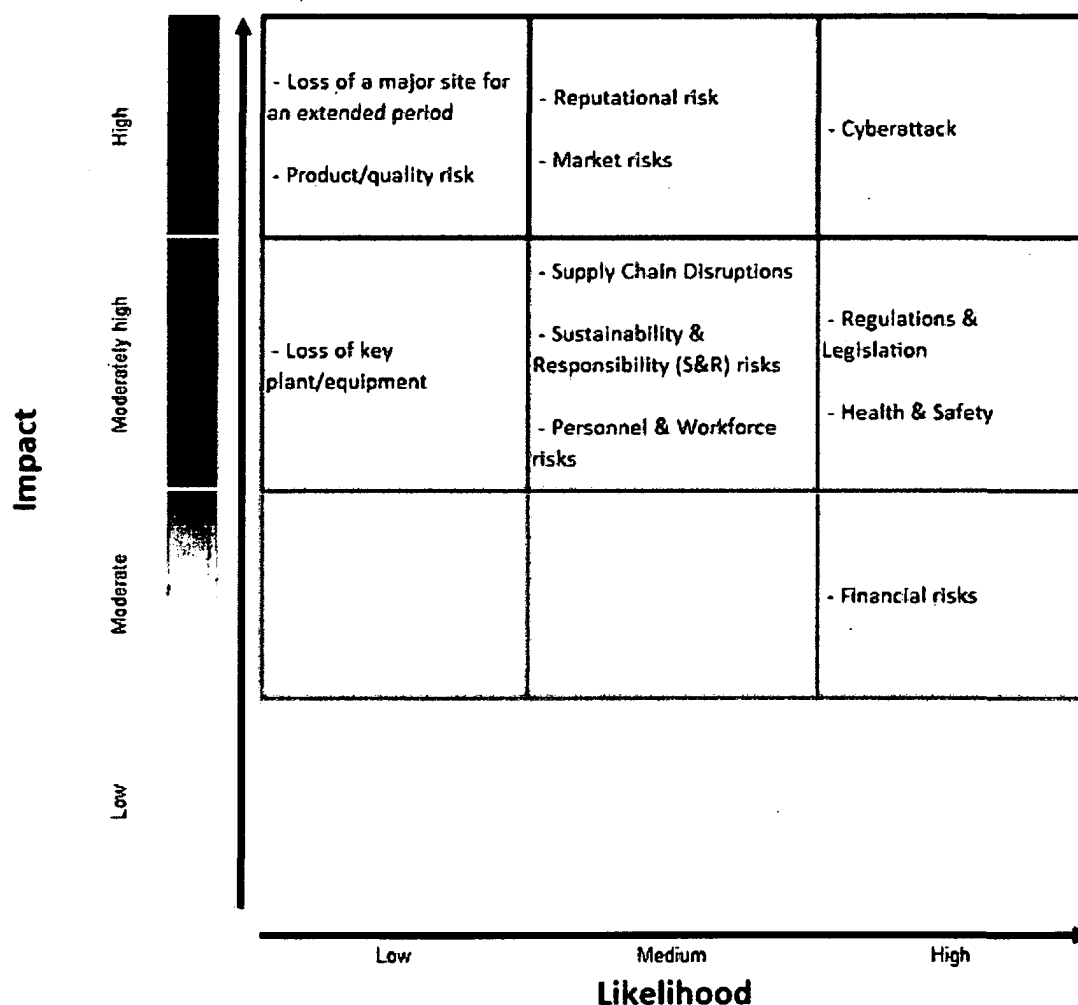 High
- Loss of a major site for
an extended period
- Product/quality risk
- Reputational risk
- Market risks
- Cyberattack
Moderately high
- Loss of key
plant/equipment
- Supply Chain Disruptions
- Sustainability &
Responsibility (S&R) risks
- Personnel & Workforce
risks
- Regulations &
Legislation
- Health & Safety
Impact
Moderate
- Financial risks
Low
Low
Medium
High
Likelihood